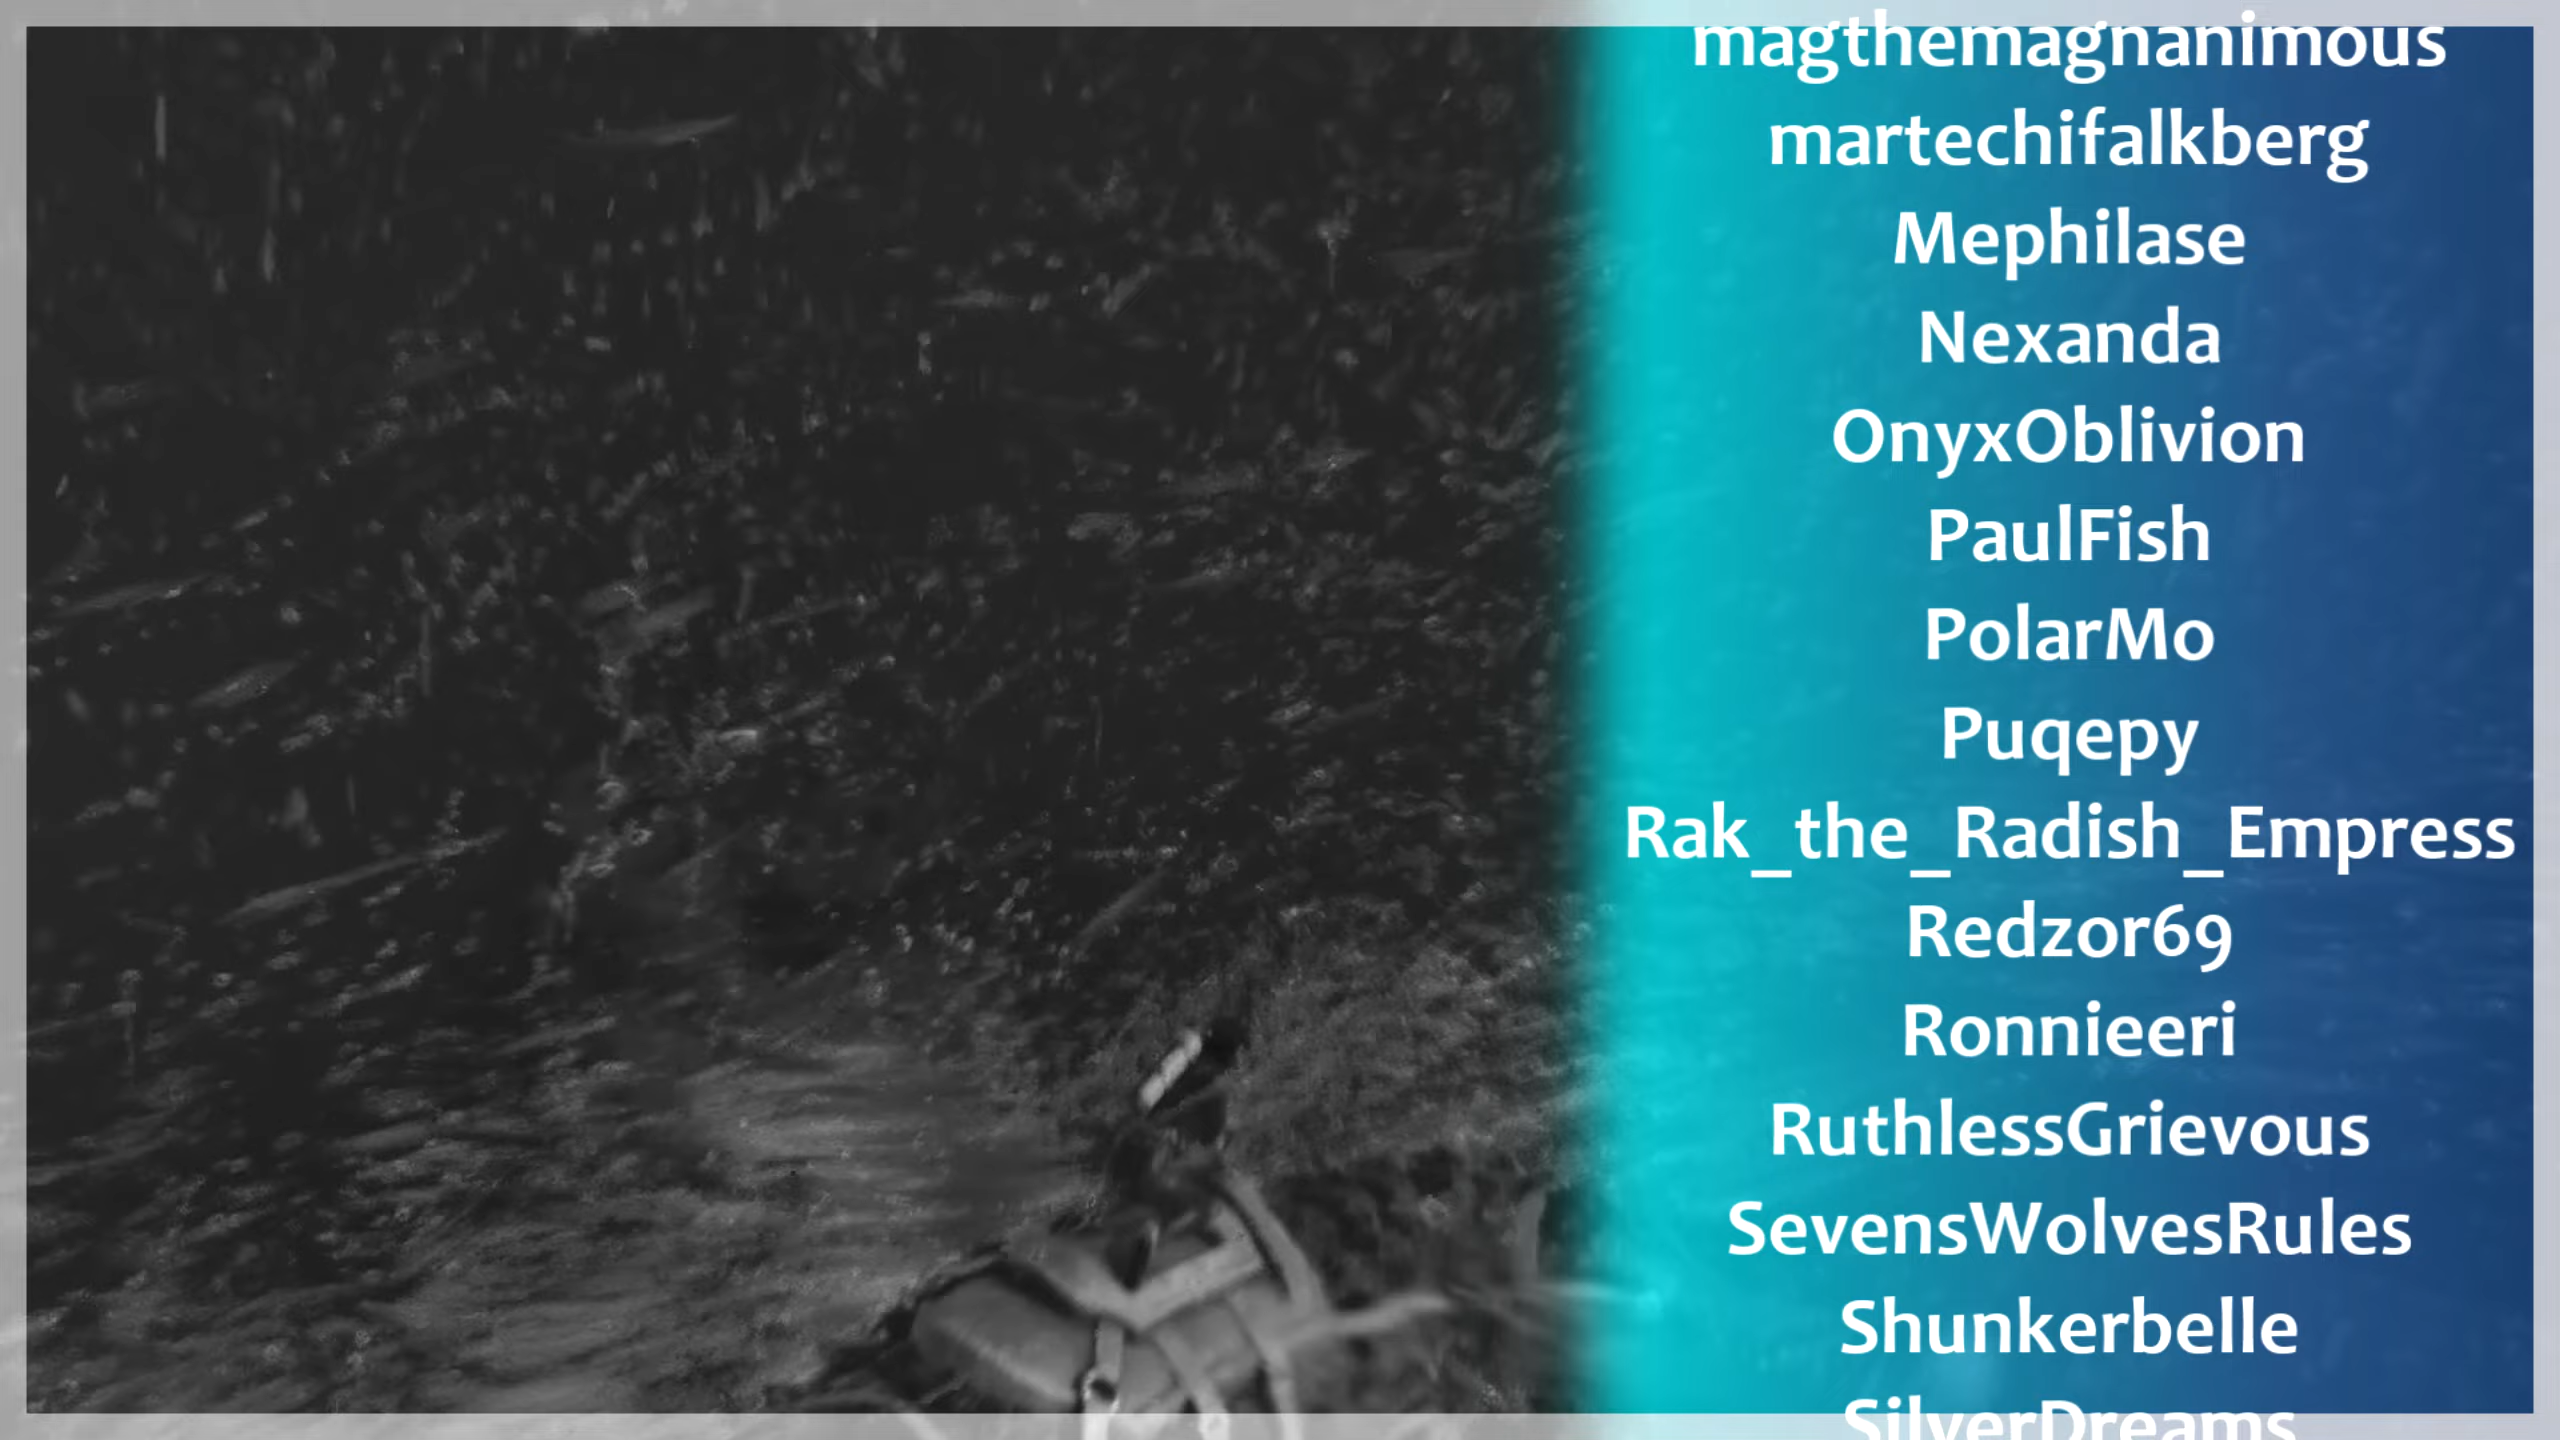 magthemagnanimous
martechifalkberg
Mephilase
Nexanda
OnyxOblivion
PaulFish
PolarMo
Puqepy
Rak_the_Radish_Empress
Redzor69
Ronnieeri
RuthlessGrievous
SevensWolvesRules
Shunkerbelle
SilverDreams